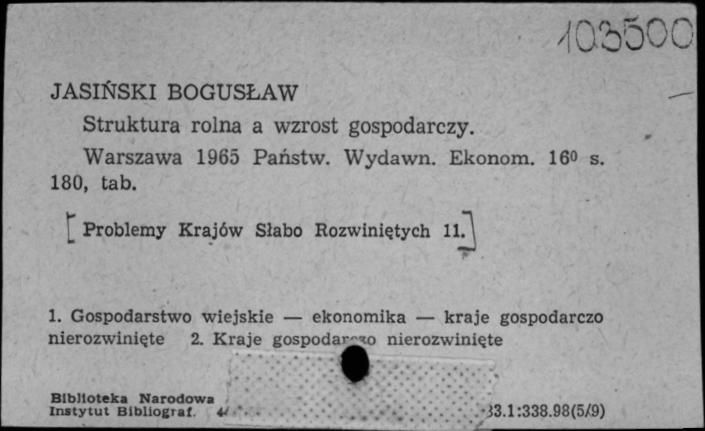 103500
JASIŃSKI BOGUSŁAW
Struktura rolna a wzrost gospodarczy.
Warszawa 1965 Państw. Wydawn. Ekonom. 16⁰ s.
180, tab.
[Problemy Krajów Słabo Rozwiniętych 11.]
1. Gospodarstwo wiejskie — ekonomika — kraje gospodarczo
nierozwinięte 2. Kraje gospodarczo nierozwinięte
Biblioteka Narodowa
Instytut Bibliograf. 33.1:338.98(5/9)